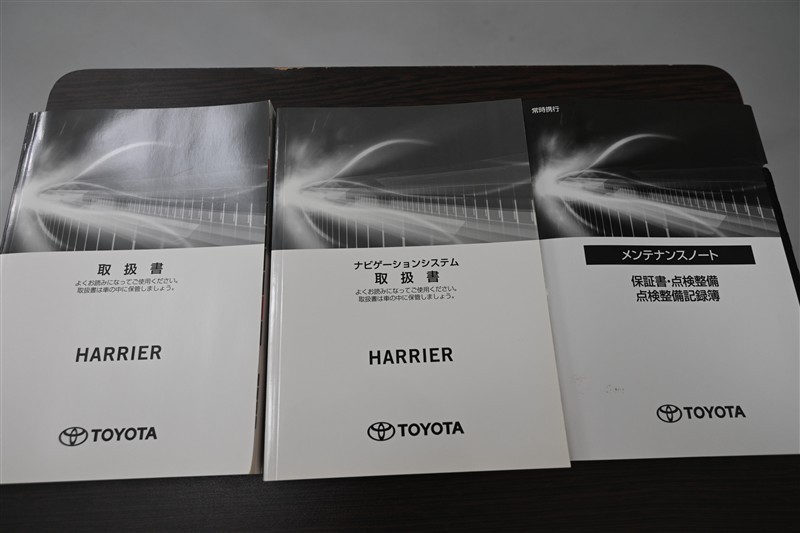 取扱書
よくお読みになってご使用ください。
取扱書は車の中に保管しましょう。
HARRIER
TOYOTA
ナビゲーションシステム
取扱書
よくお読みになってご使用ください。
取扱書は車の中に保管しましょう。
HARRIER
TOYOTA
常時携行
メンテナンスノート
保証書・点検整備
点検整備記録簿
TOYOTA